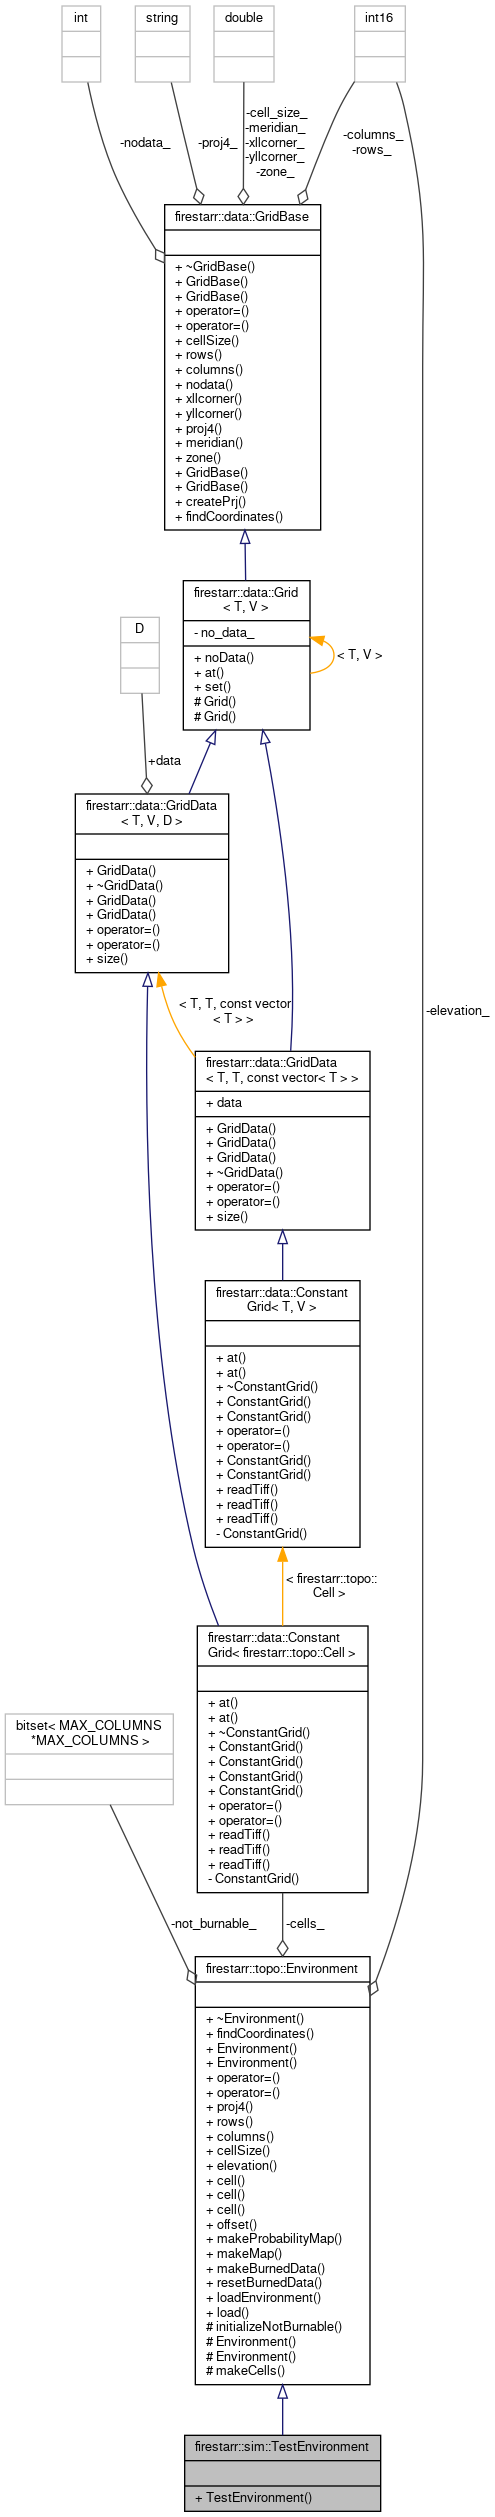 int
string
double
int16
-nodata_
-proj4_
-cell_size_
-meridian_
-xllcorner_
-yllcorner_
-zone_
-columns_
-rows_
firestarr::data::GridBase
+ ~GridBase()
+ GridBase()
+ GridBase()
+ operator=()
+ operator=()
+ cellSize()
+ rows()
+ columns()
+ nodata()
+ xllcorner()
+ yllcorner()
+ proj4()
+ meridian()
+ zone()
+ GridBase()
+ GridBase()
+ createPrj()
+ findCoordinates()
firestarr::data::Grid
< T, V >
- no_data_
+ noData()
+ at()
+ set()
# Grid()
# Grid()
< T, V >
D
+data
firestarr::data::GridData
< T, V, D >
+ GridData()
+ ~GridData()
+ GridData()
+ GridData()
+ operator=()
+ operator=()
+ size()
< T, T, const vector
< T > >
-elevation_
firestarr::data::GridData
< T, T, const vector< T > >
+ data
+ GridData()
+ GridData()
+ GridData()
+ ~GridData()
+ operator=()
+ operator=()
+ size()
firestarr::data::Constant
Grid< T, V >
+ at()
+ at()
+ ~ConstantGrid()
+ ConstantGrid()
+ ConstantGrid()
+ operator=()
+ operator=()
+ ConstantGrid()
+ ConstantGrid()
+ readTiff()
+ readTiff()
+ readTiff()
- ConstantGrid()
< firestarr::topo::
Cell >
firestarr::data::Constant
Grid< firestarr::topo::Cell >
+ at()
+ at()
+ ~ConstantGrid()
+ ConstantGrid()
+ ConstantGrid()
+ ConstantGrid()
+ ConstantGrid()
+ operator=()
+ operator=()
+ readTiff()
+ readTiff()
+ readTiff()
- ConstantGrid()
bitset< MAX_COLUMNS
*MAX_COLUMNS >
-not_burnable_
-cells_
firestarr::topo::Environment
+ ~Environment()
+ findCoordinates()
+ Environment()
+ Environment()
+ operator=()
+ operator=()
+ proj4()
+ rows()
+ columns()
+ cellSize()
+ elevation()
+ cell()
+ cell()
+ cell()
+ offset()
+ makeProbabilityMap()
+ makeMap()
+ makeBurnedData()
+ resetBurnedData()
+ loadEnvironment()
+ load()
# initializeNotBurnable()
# Environment()
# Environment()
# makeCells()
firestarr::sim::TestEnvironment
+ TestEnvironment()